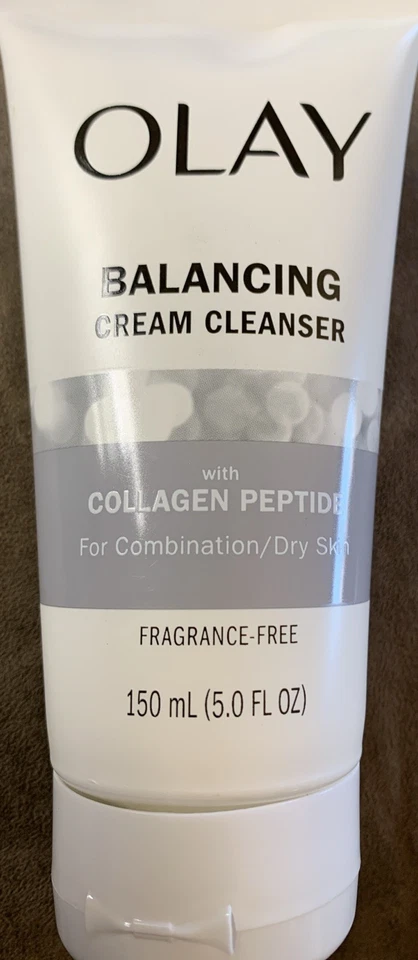 OLAY
BALANCING
CREAM CLEANSER
with
COLLAGEN PEPTIDE
For Combination/Dry Skin
FRAGRANCE-FREE
150 mL (5.0 FL OZ)